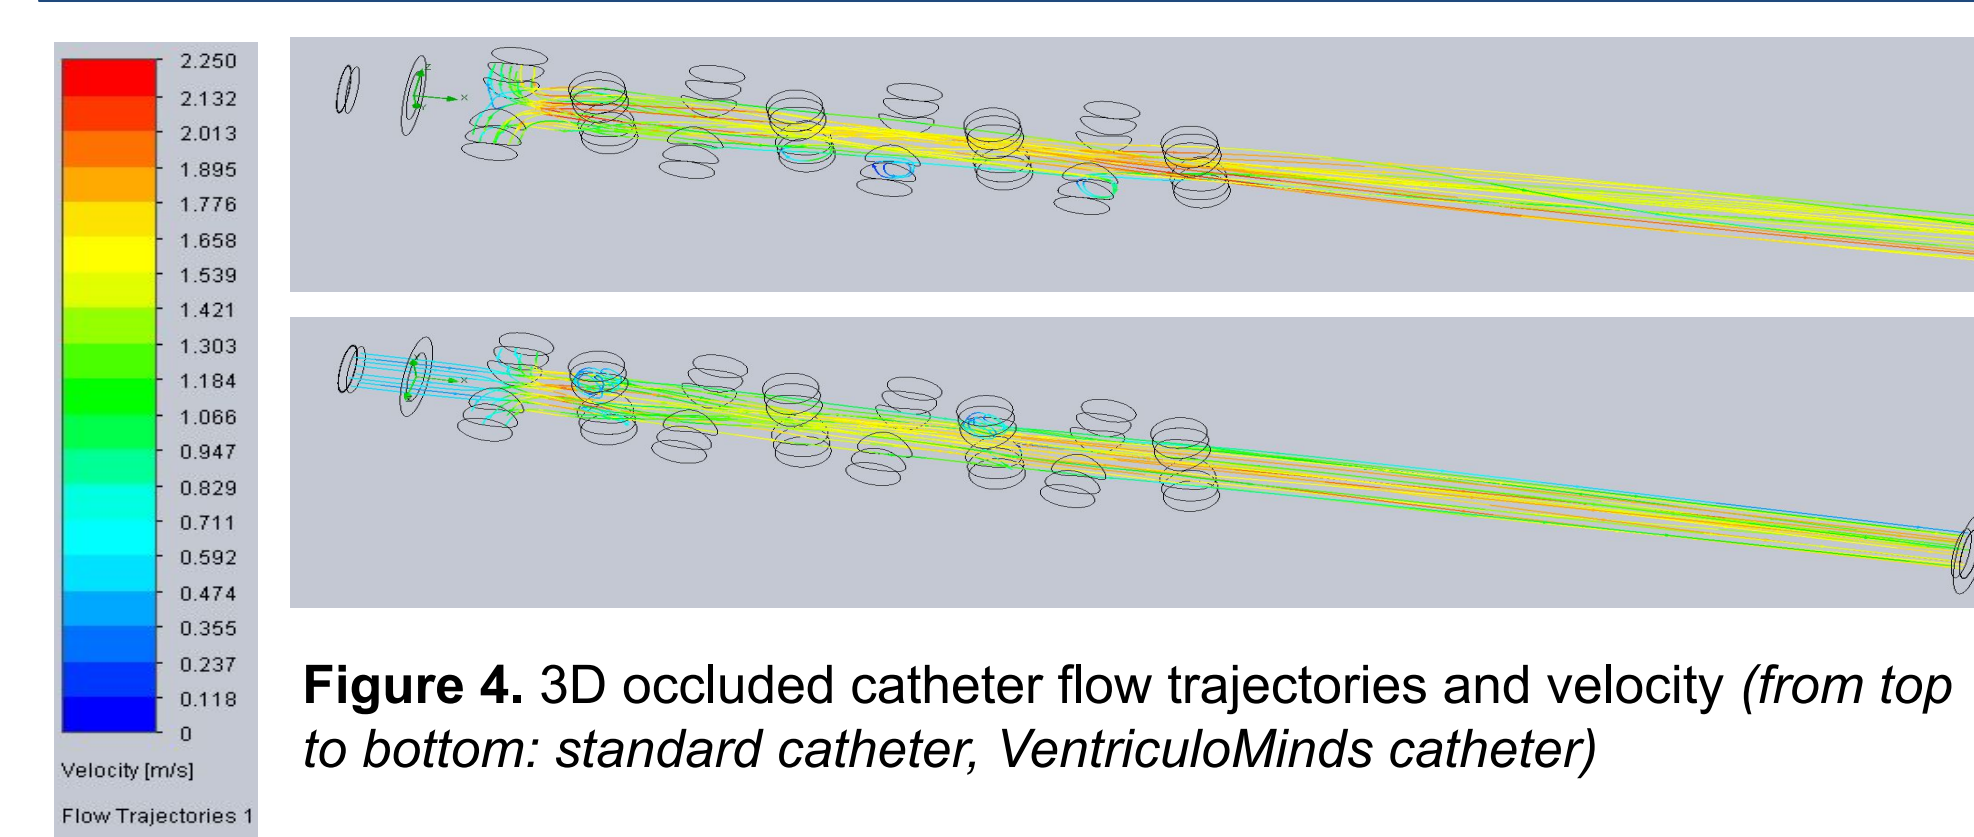 2.250
2.132
2.013
1.895
1.776
1.658
1.539
1.421
1.303
1.184
1.066
0.947
0.829
0.711
0.592
0.474
0.355
0.237
0.118
0
Velocity [m/s]
Flow Trajectories 1
Z
X
X
Figure 4. 3D occluded catheter flow trajectories and velocity (from top
to bottom: standard catheter, VentriculoMinds catheter)